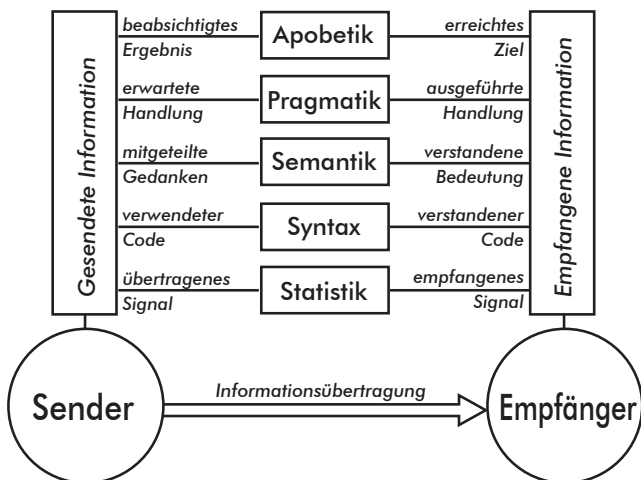 beabsichtigtes
Ergebnis
Apobetik
erreichtes
Ziel
erwartete
Handlung
Pragmatik
ausgeführte
Handlung
mitgeteilte
Gedanken
Semantik
verstandene
Bedeutung
verwendeter
Code
Syntax
verstandener
Code
übertragenes
Signal
Statistik
empfangenes
Signal
Gesendete Information
Empfangene Information
Sender
Informationsübertragung
Empfänger